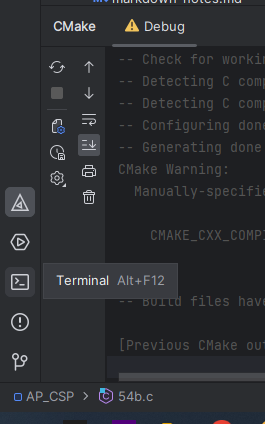 markdown-notes.md
CMake Debug
-- Check for workin
-- Detecting C comp
-- Detecting C comp
-- Configuring done
-- Generating done
CMake Warning:
Manually-specifie
CMAKE_CXX_COMPI
Terminal Alt+F12
-- Build files have
[Previous CMake out
AP_CSP > 54b.c